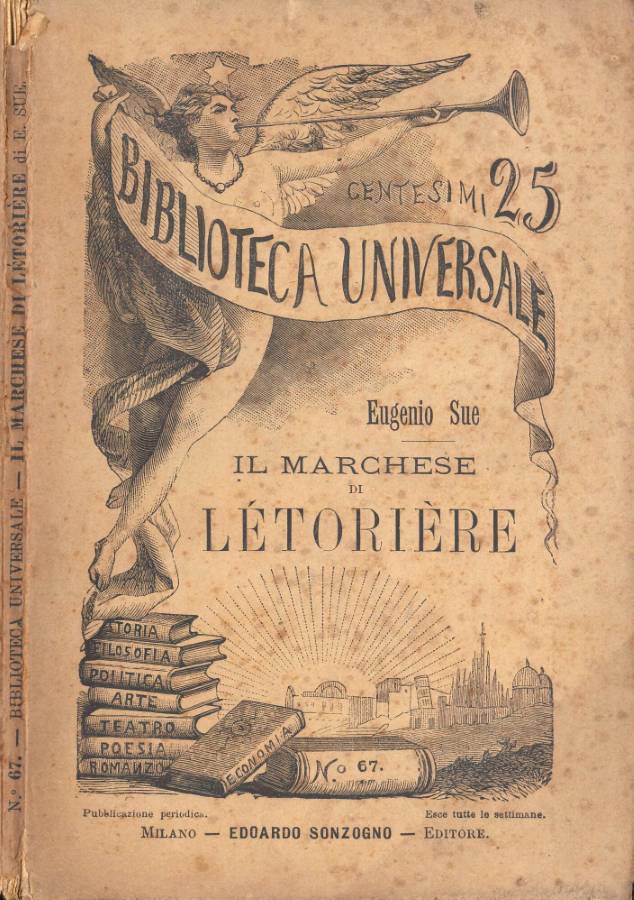 CENTESIMI 25
BIBLIOTECA UNIVERSALE
Eugenio Sue
IL MARCHESE
DI
LÉTORIÈRE
STORIA
FILOSOFIA
POLITICA
ARTE
TEATRO
POESIA
ROMANZO
ECONOMIA
N.o 67.
Pubblicazione periodica.
Esce tutte le settimane.
MILANO — EDOARDO SONZOGNO — EDITORE.
N.o 67. — BIBLIOTECA UNIVERSALE — IL MARCHESE DI LÉTORIÈRE di E. SUE.